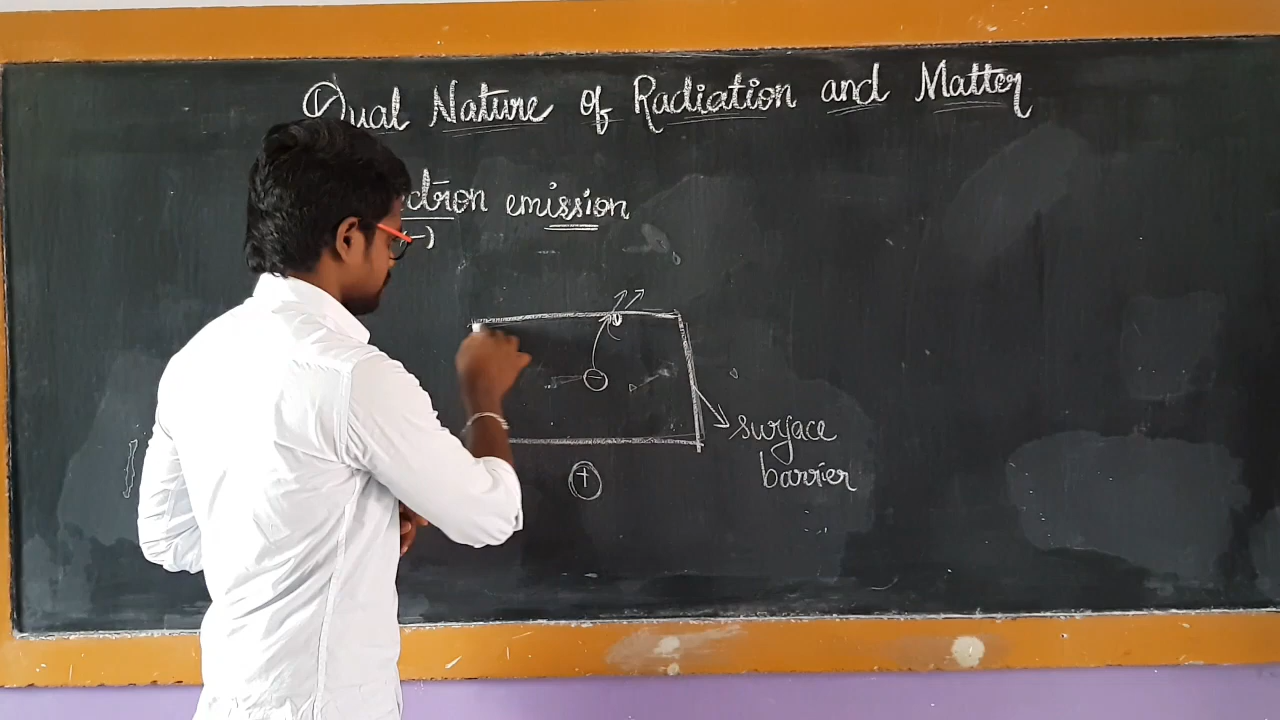 Dual Nature of Radiation and Matter
ctron emission
(-)
-
+
surface
barrier